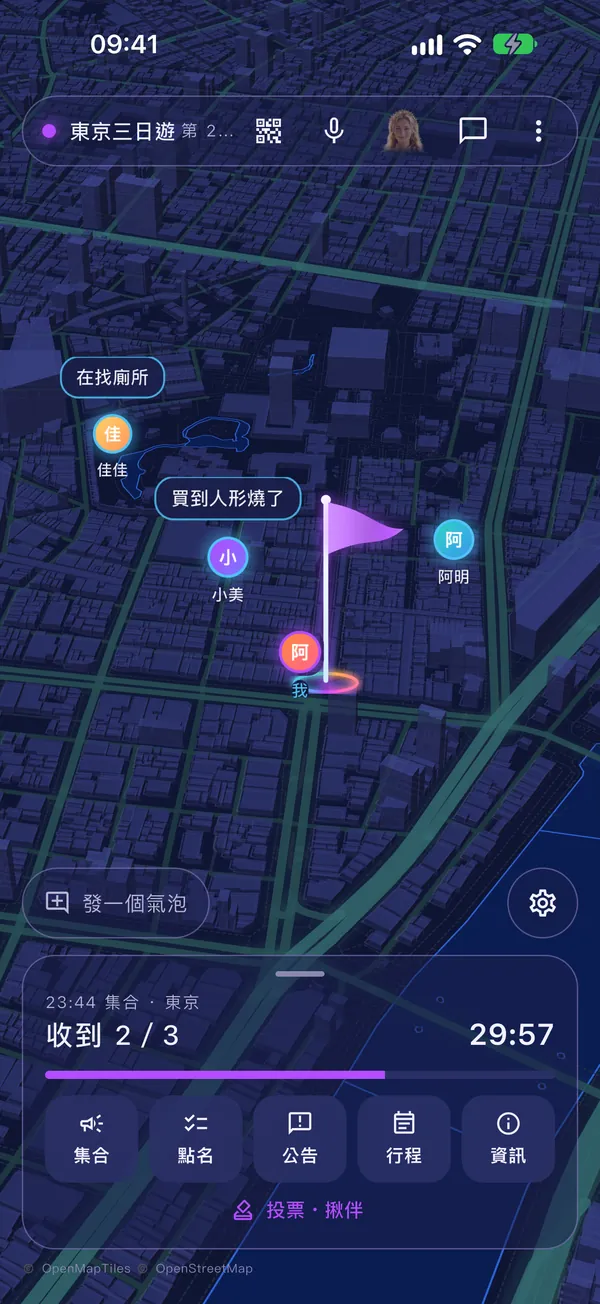 09:41
東京三日遊 第 2...
在找廁所
佳
佳佳
買到人形燒了
小
小美
阿
阿明
阿
我
發一個氣泡
23:44 集合 · 東京
收到 2 / 3
29:57
集合
點名
公告
行程
資訊
投票・揪伴
© OpenMapTiles © OpenStreetMap